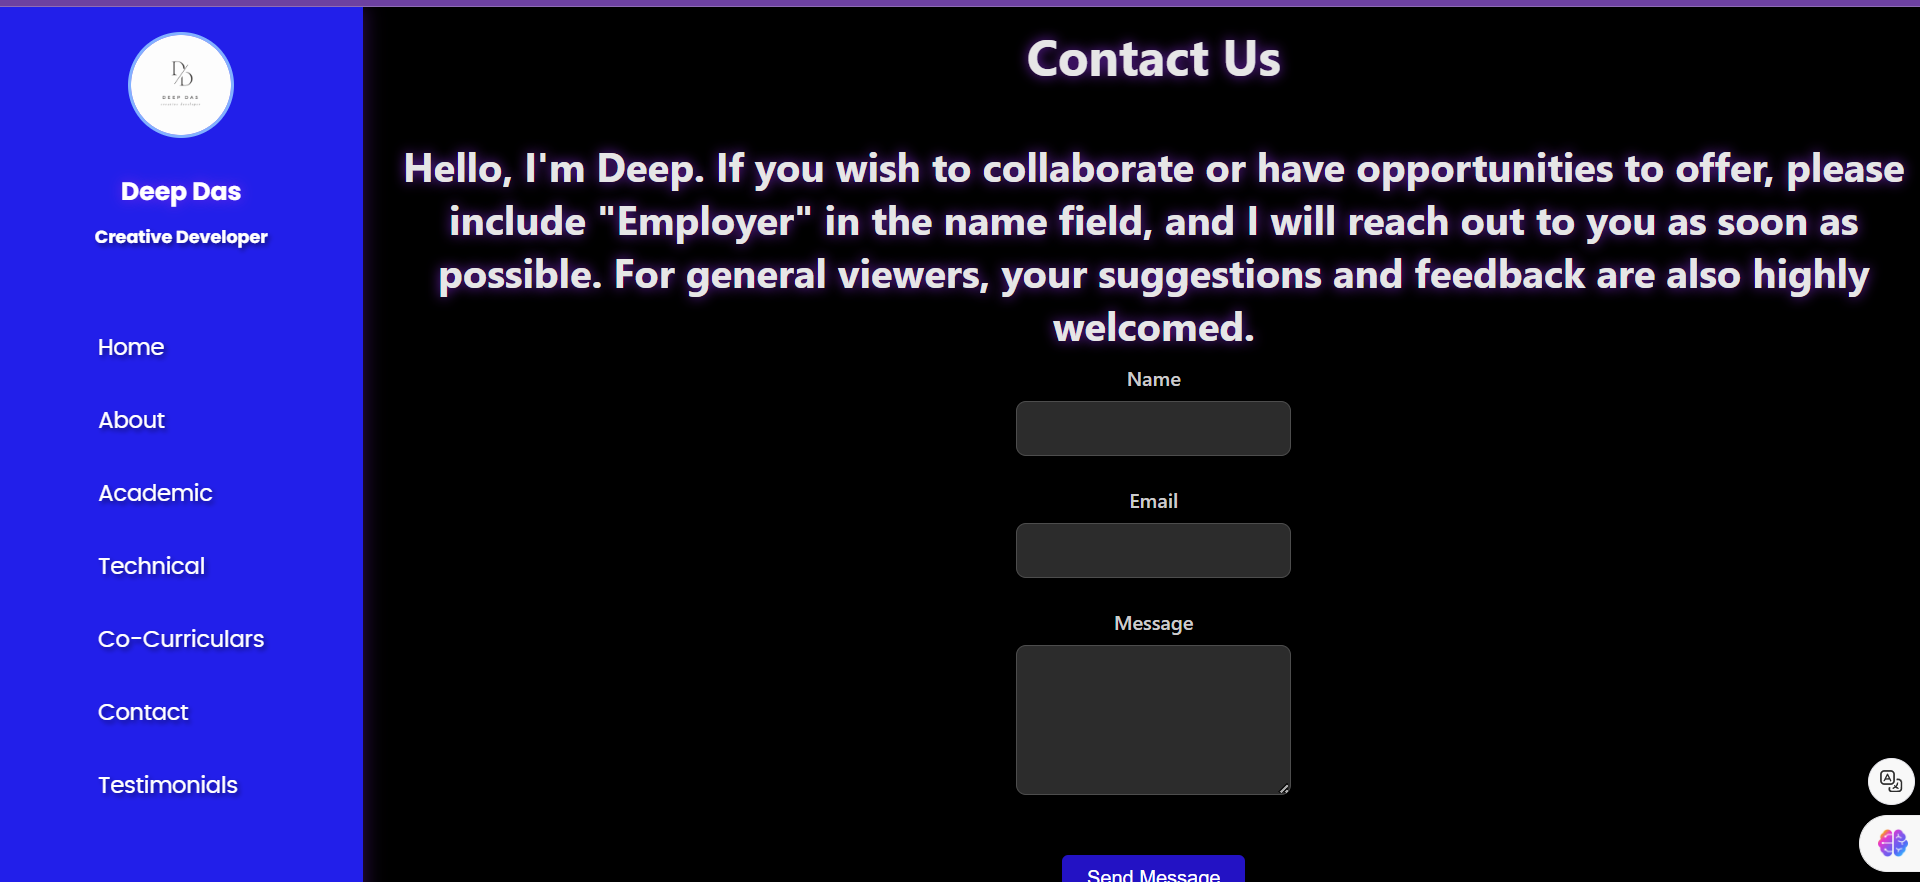 DEEP DAS
creative developer
Deep Das
Creative Developer
Home
About
Academic
Technical
Co-Curriculars
Contact
Testimonials
Contact Us
Hello, I'm Deep. If you wish to collaborate or have opportunities to offer, please
include "Employer" in the name field, and I will reach out to you as soon as
possible. For general viewers, your suggestions and feedback are also highly
welcomed.
Name
Email
Message
Send Message